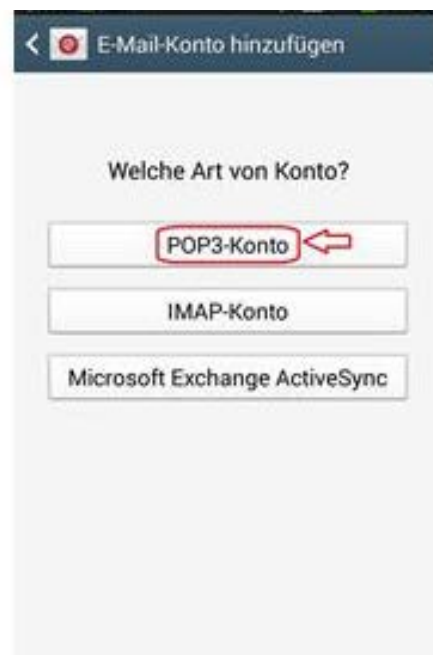 E-Mail-Konto hinzufügen
Welche Art von Konto?
POP3-Konto
IMAP-Konto
Microsoft Exchange ActiveSync